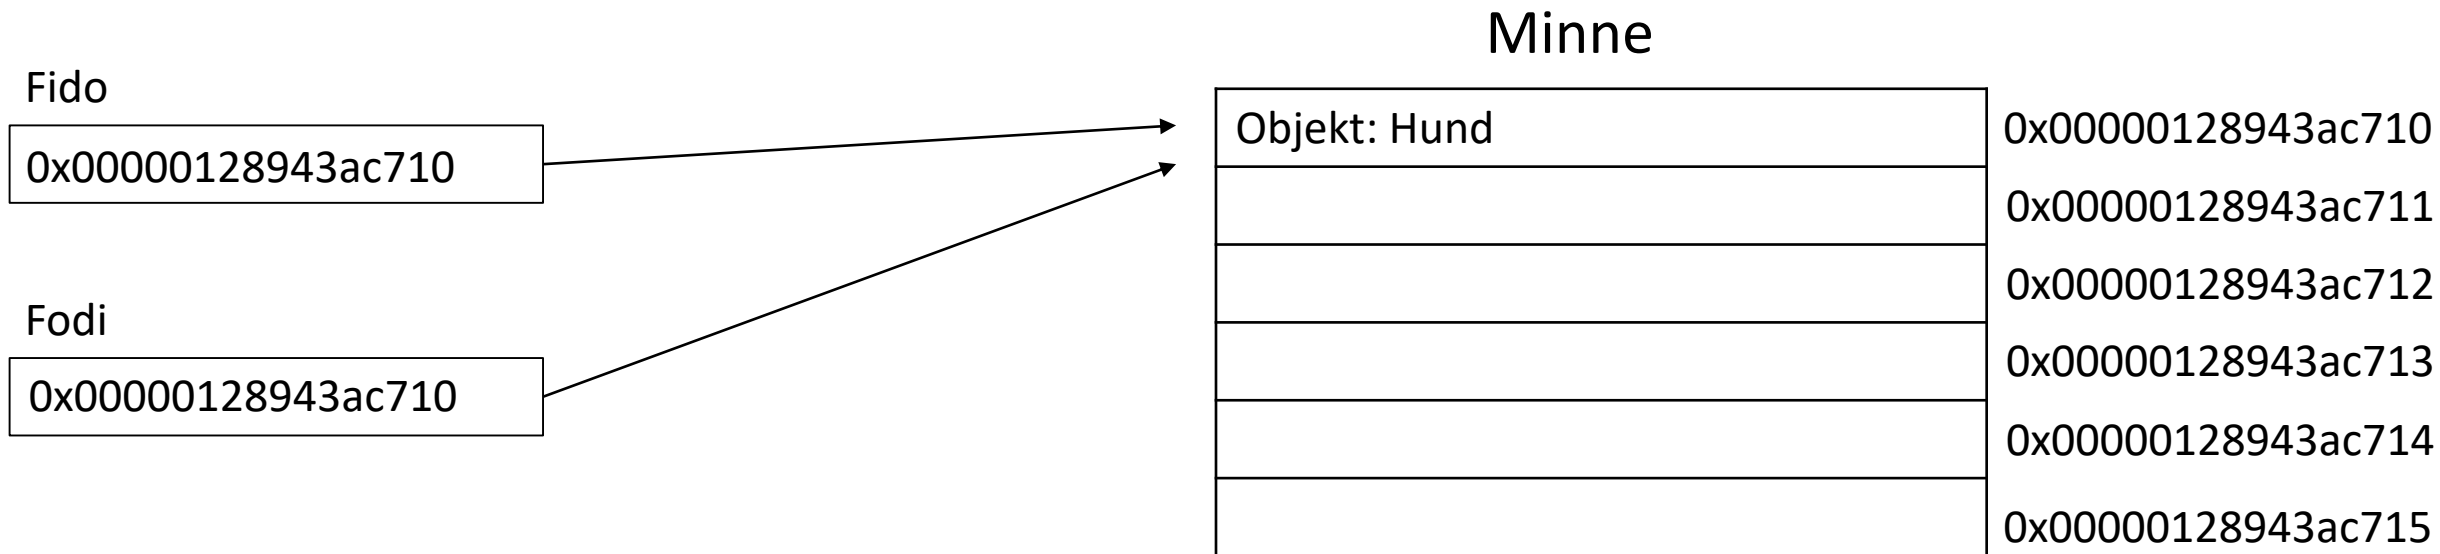 Minne
Fido
0x00000128943ac710
Fodi
0x00000128943ac710
Objekt: Hund
0x00000128943ac710
0x00000128943ac711
0x00000128943ac712
0x00000128943ac713
0x00000128943ac714
0x00000128943ac715